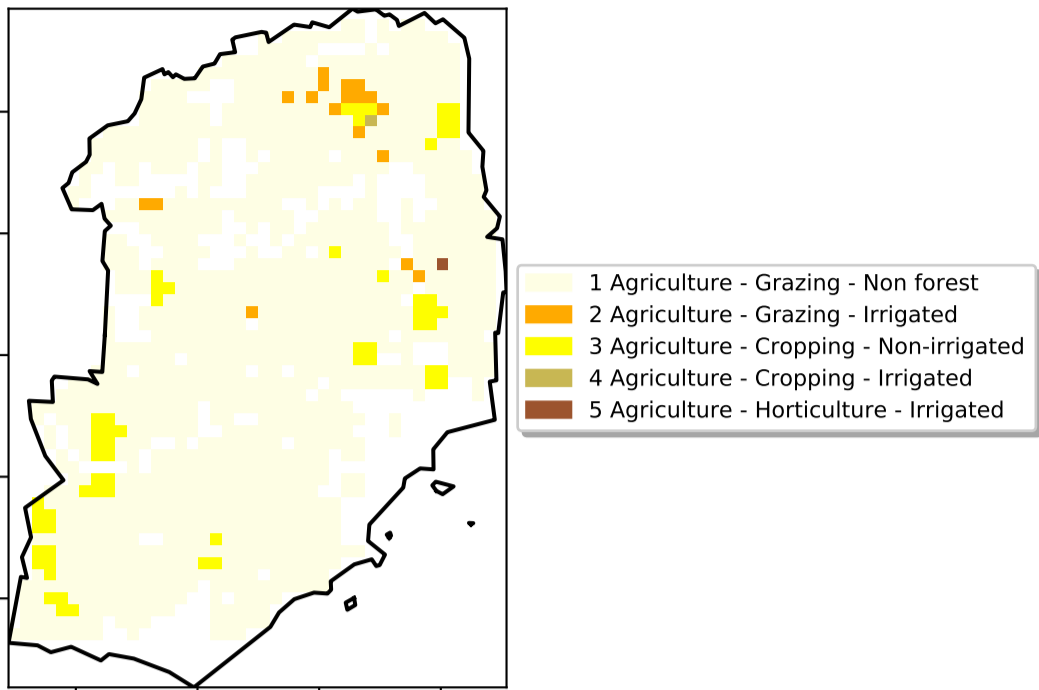 1 Agriculture - Grazing - Non forest
2 Agriculture - Grazing - Irrigated
3 Agriculture - Cropping - Non-irrigated
4 Agriculture - Cropping - Irrigated
5 Agriculture - Horticulture - Irrigated